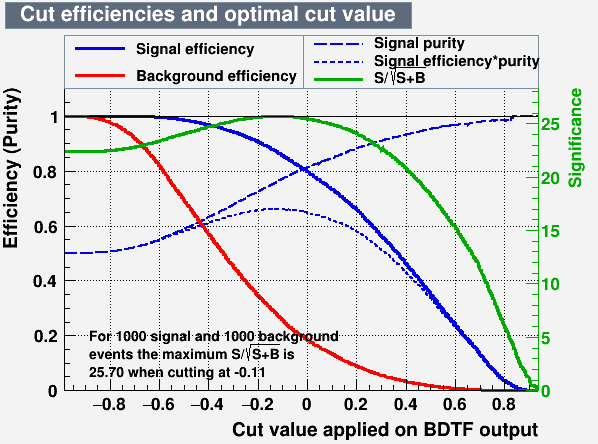 Cut efficiencies and optimal cut value
Signal efficiency
Background efficiency
Signal purity
Signal efficiency*purity
S/√S+B
Efficiency (Purity)
1
0.8
0.6
0.4
0.2
0
Significance
25
20
15
10
5
0
For 1000 signal and 1000 background
events the maximum S/√S+B is
25.70 when cutting at -0.11
−0.8 −0.6 −0.4 −0.2 0 0.2 0.4 0.6 0.8
Cut value applied on BDTF output